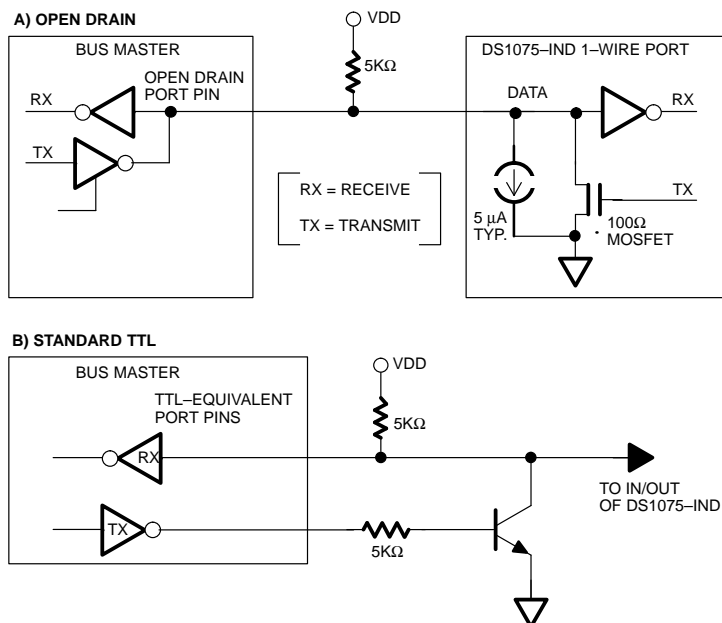 A) OPEN DRAIN
BUS MASTER
RX
OPEN DRAIN
PORT PIN
TX
VDD
5KΩ
RX = RECEIVE
TX = TRANSMIT
DS1075–IND 1–WIRE PORT
DATA
RX
TX
5 µA
TYP.
100Ω
MOSFET
B) STANDARD TTL
BUS MASTER
TTL–EQUIVALENT
PORT PINS
RX
TX
VDD
5KΩ
5KΩ
TO IN/OUT
OF DS1075–IND